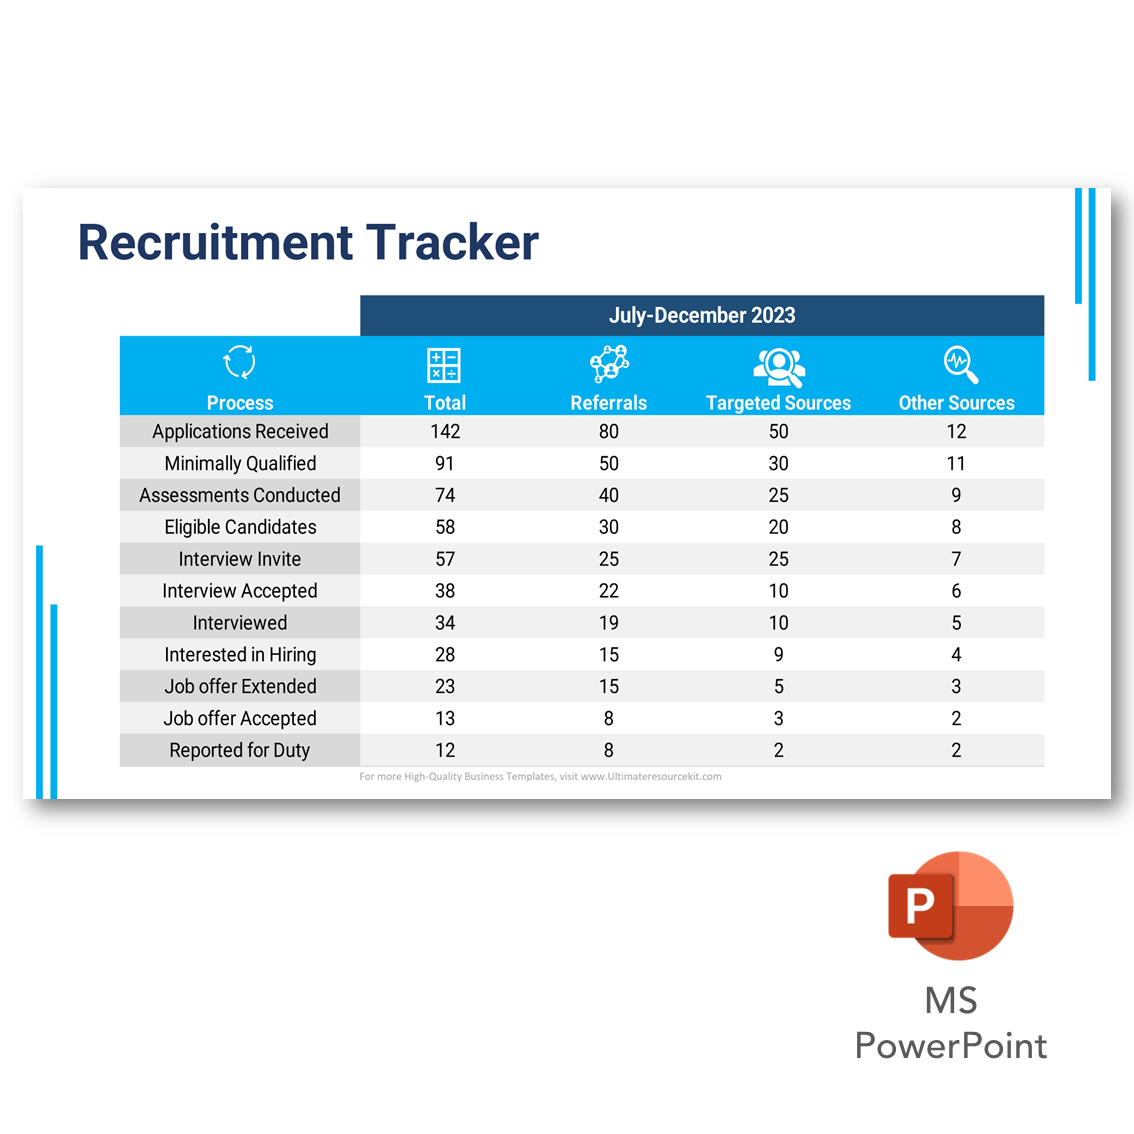 Recruitment Tracker
July-December 2023
Process Total Referrals Targeted Sources Other Sources
Applications Received 142 80 50 12
Minimally Qualified 91 50 30 11
Assessments Conducted 74 40 25 9
Eligible Candidates 58 30 20 8
Interview Invite 57 25 25 7
Interview Accepted 38 22 10 6
Interviewed 34 19 10 5
Interested in Hiring 28 15 9 4
Job offer Extended 23 15 5 3
Job offer Accepted 13 8 3 2
Reported for Duty 12 8 2 2
For more High-Quality Business Templates, visit www.Ultimateresourcekit.com
P
MS
PowerPoint